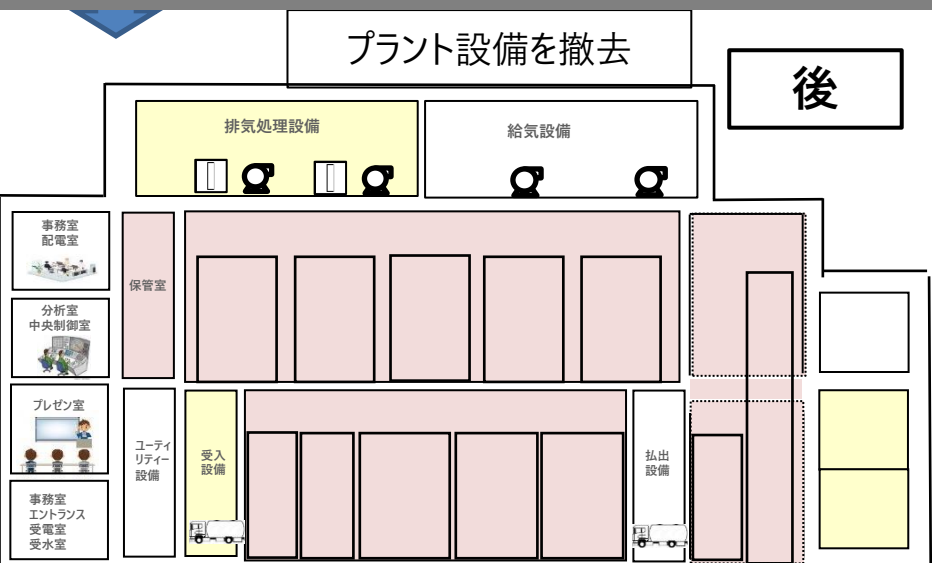 プラント設備を撤去
後
排気処理設備
給気設備
事務室
配電室
保管室
分析室
中央制御室
プレゼン室
ユーティ
リティー
設備
受入
設備
払出
設備
事務室
エントランス
受電室
受水室